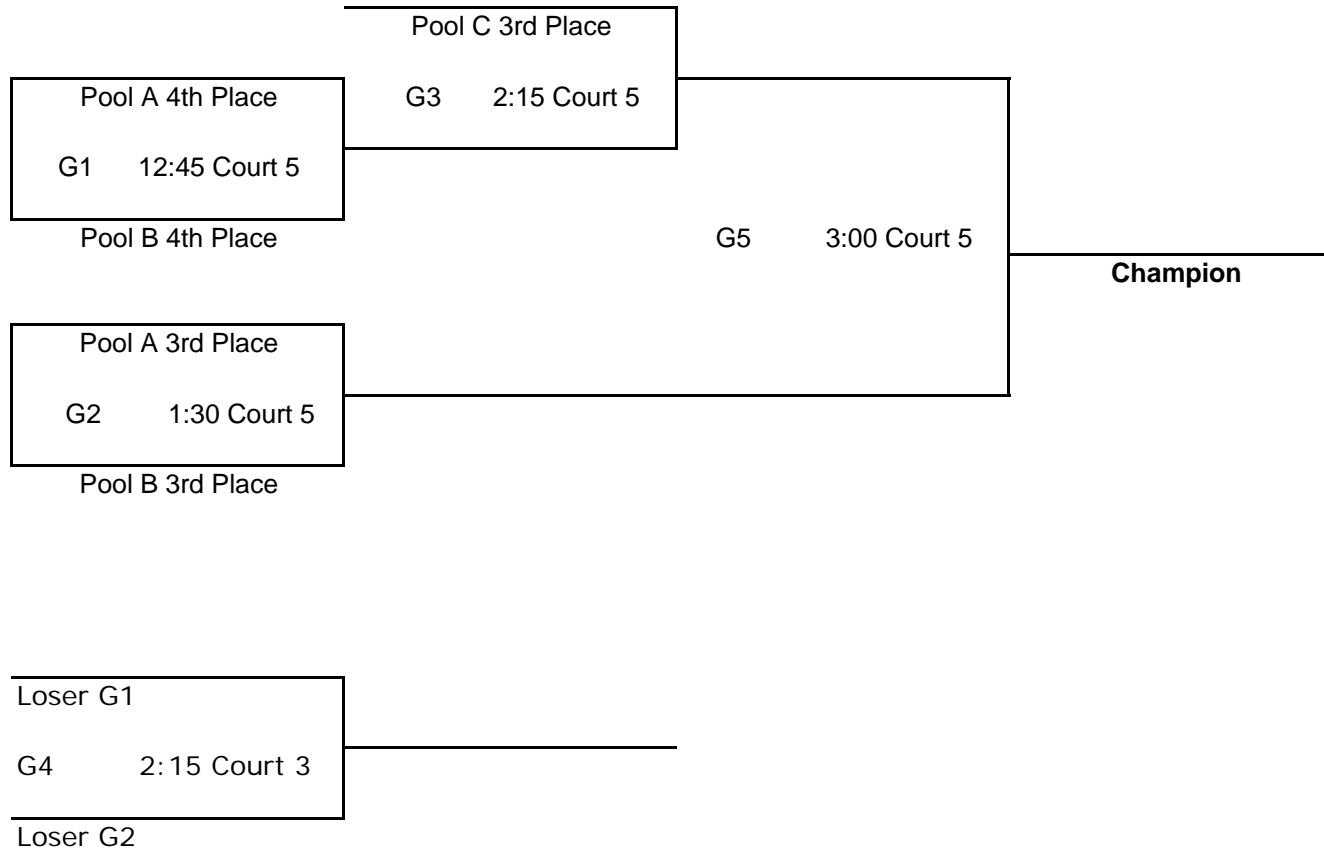 Pool C 3rd Place
Pool A 4th Place
G3 2:15 Court 5
G1 12:45 Court 5
Pool B 4th Place
G5 3:00 Court 5
Champion
Pool A 3rd Place
G2 1:30 Court 5
Pool B 3rd Place
Loser G1
G4 2:15 Court 3
Loser G2